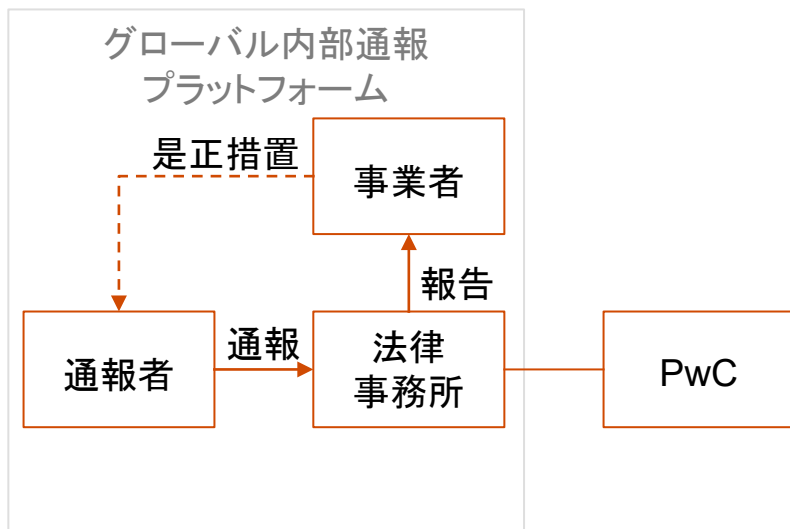 グローバル内部通報
プラットフォーム
是正措置
事業者
報告
通報者
通報
法律
事務所
PwC